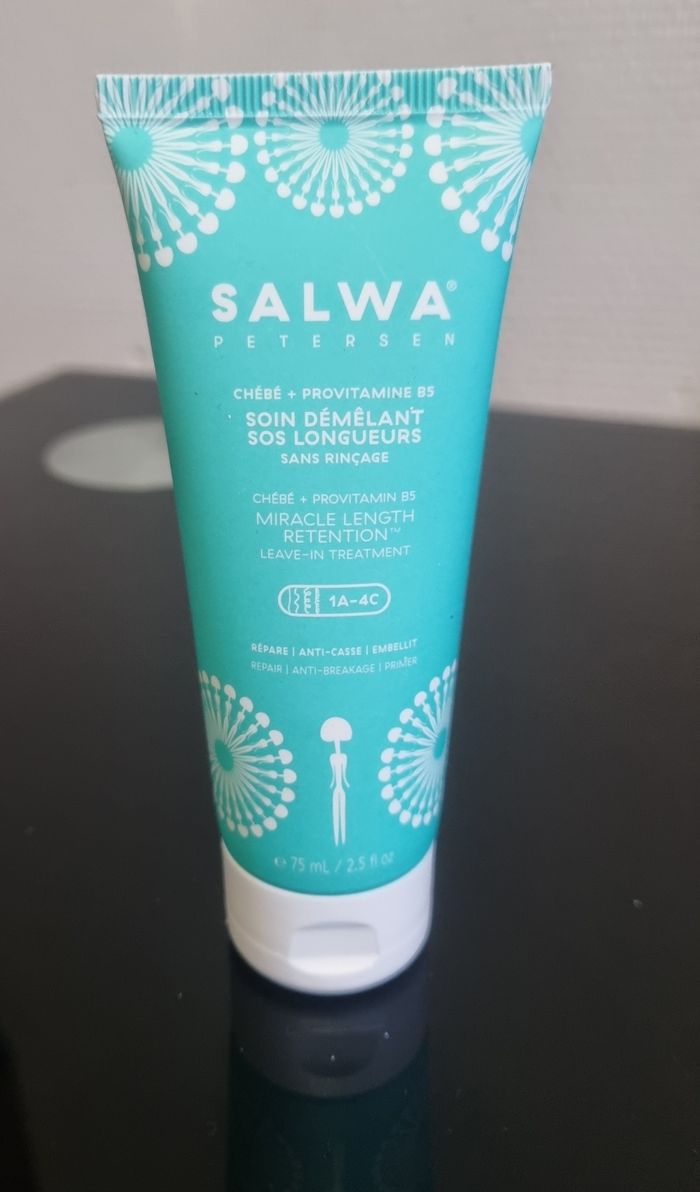 SALWA®
PETERSEN
CHÉBÉ + PROVITAMINE B5
SOIN DÉMÊLANT
SOS LONGUEURS
SANS RINÇAGE
CHÉBÉ + PROVITAMIN B5
MIRACLE LENGTH
RETENTION™
LEAVE-IN TREATMENT
1A-4C
RÉPARE | ANTI-CASSE | EMBELLIT
REPAIR | ANTI-BREAKAGE | PRIMER
℮ 75 mL / 2.5 fl oz